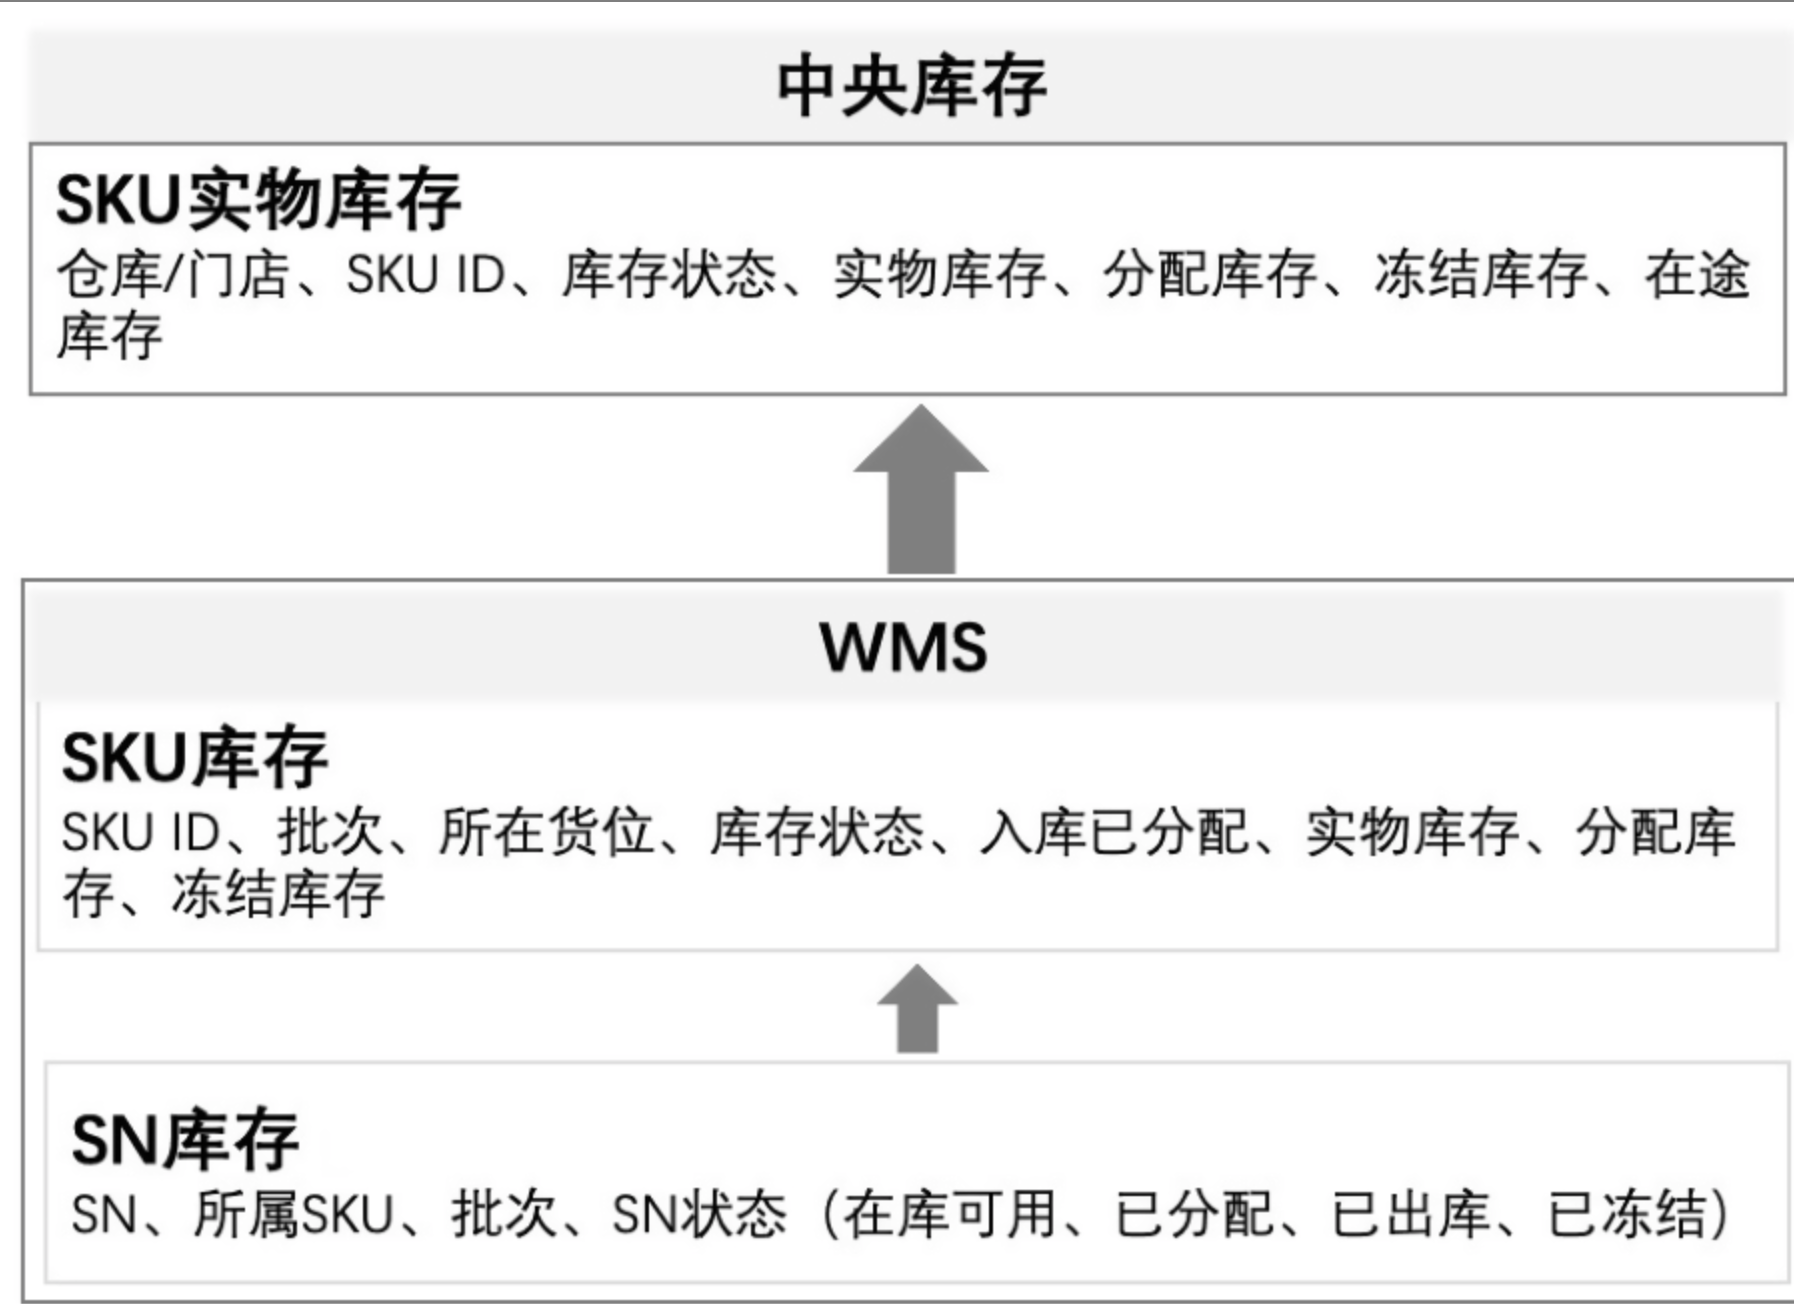 中央库存
SKU实物库存
仓库/门店、SKU ID、库存状态、实物库存、分配库存、冻结库存、在途
库存
WMS
SKU库存
SKU ID、批次、所在货位、库存状态、入库已分配、实物库存、分配库
存、冻结库存
SN库存
SN、所属SKU、批次、SN状态（在库可用、已分配、已出库、已冻结）